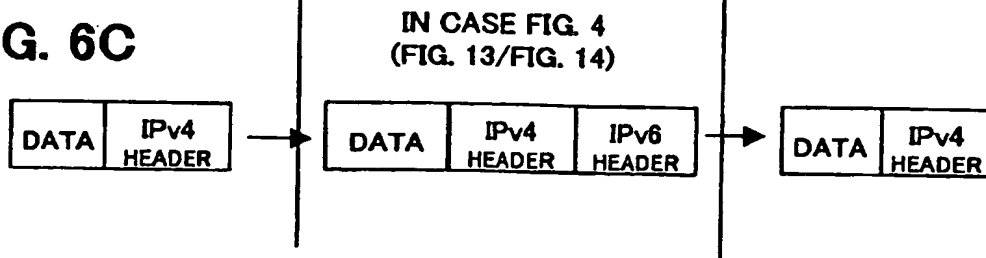 G. 6C
IN CASE FIG. 4
(FIG. 13/FIG. 14)
DATA
IPv4
HEADER
DATA
IPv4
HEADER
IPv6
HEADER
DATA
IPv4
HEADER